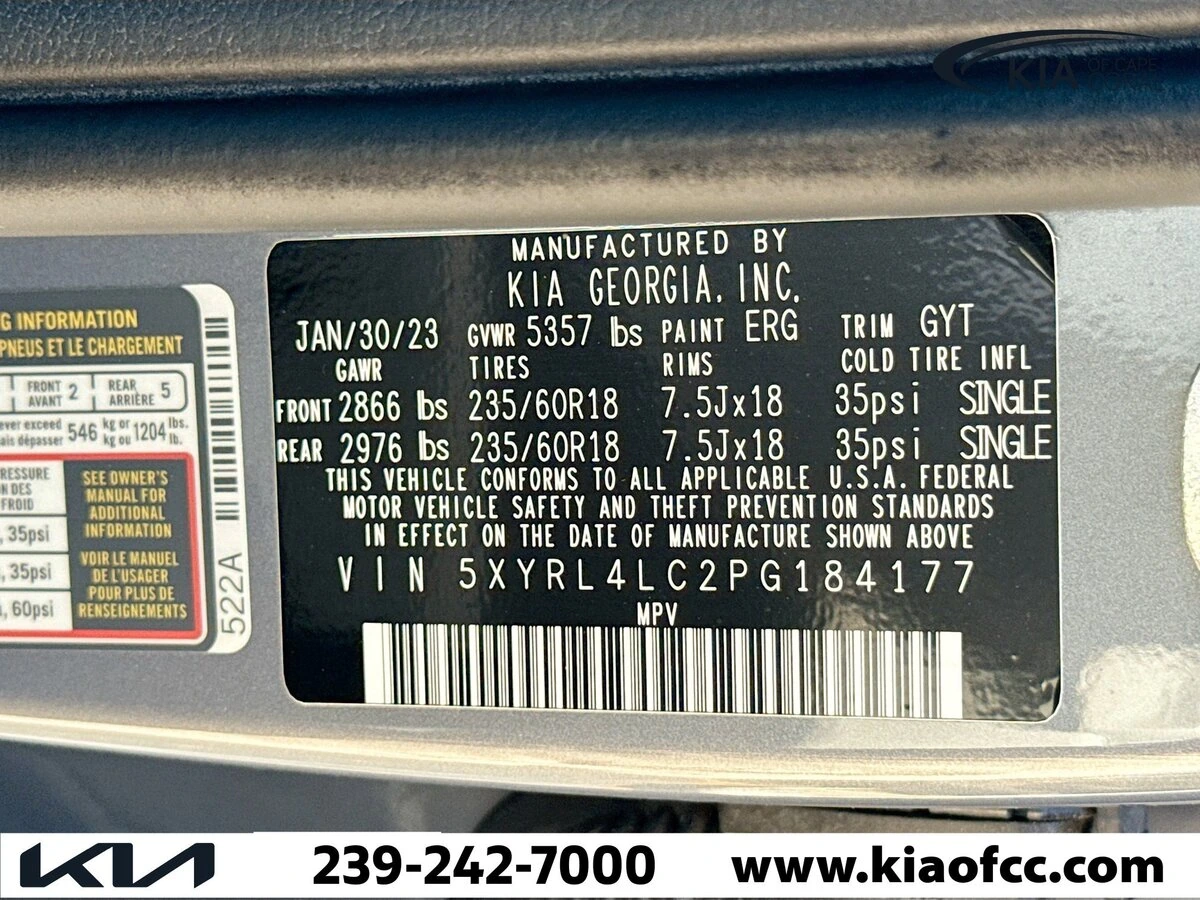 KIA OF CAPE
MANUFACTURED BY
KIA GEORGIA, INC.
JAN/30/23 GVWR 5357 lbs PAINT ERG TRIM GYT
GAWR TIRES RIMS COLD TIRE INFL
FRONT 2866 lbs 235/60R18 7.5Jx18 35psi SINGLE
REAR 2976 lbs 235/60R18 7.5Jx18 35psi SINGLE
THIS VEHICLE CONFORMS TO ALL APPLICABLE U.S.A. FEDERAL
MOTOR VEHICLE SAFETY AND THEFT PREVENTION STANDARDS
IN EFFECT ON THE DATE OF MANUFACTURE SHOWN ABOVE
VIN 5XYRL4LC2PG184177
MPV
G INFORMATION
PNEUS ET LE CHARGEMENT
FRONT AVANT 2 REAR ARRIÈRE 5
ever exceed 546 kg or 1204 lbs.
ais dépasser kg ou lb.
RESSURE
N DES
FROID
, 35psi
, 35psi
, 60psi
SEE OWNER'S
MANUAL FOR
ADDITIONAL
INFORMATION
VOIR LE MANUEL
DE L'USAGER
POUR PLUS DE
RENSEIGNEMENTS
522A
KIA 239-242-7000 www.kiaofcc.com